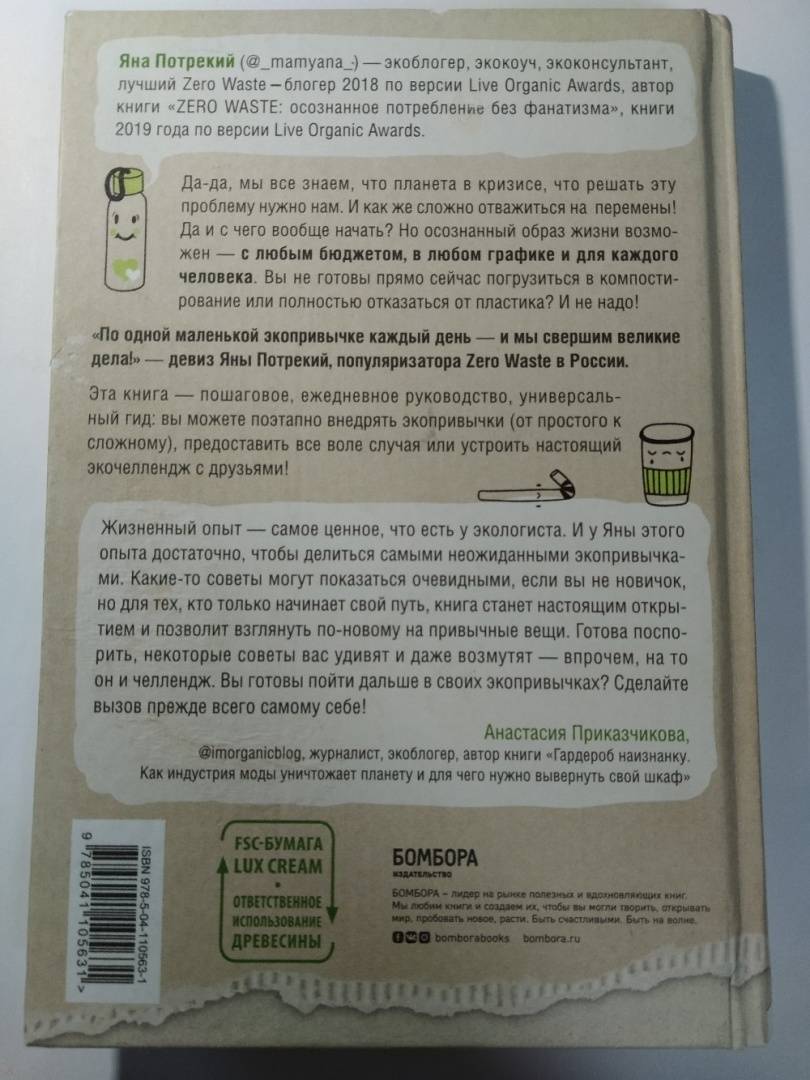 Яна Потрекий (@_mamyana_) — экоблогер, экокоуч, экоконсультант,
лучший Zero Waste – блогер 2018 по версии Live Organic Awards, автор
книги «ZERO WASTE: осознанное потребление без фанатизма», книги
2019 года по версии Live Organic Awards.
Да-да, мы все знаем, что планета в кризисе, что решать эту
проблему нужно нам. И как же сложно отважиться на перемены!
Да и с чего вообще начать? Но осознанный образ жизни возмо-
жен — с любым бюджетом, в любом графике и для каждого
человека. Вы не готовы прямо сейчас погрузиться в компости-
рование или полностью отказаться от пластика? И не надо!
«По одной маленькой экопривычке каждый день — и мы свершим великие
дела!» — девиз Яны Потрекий, популяризатора Zero Waste в России.
Эта книга — пошаговое, ежедневное руководство, универсаль-
ный гид: вы можете поэтапно внедрять экопривычки (от простого к
сложному), предоставить все воле случая или устроить настоящий
экочеллендж с друзьями!
Жизненный опыт — самое ценное, что есть у экологиста. И у Яны этого
опыта достаточно, чтобы делиться самыми неожиданными экопривычка-
ми. Какие-то советы могут показаться очевидными, если вы не новичок,
но для тех, кто только начинает свой путь, книга станет настоящим откры-
тием и позволит взглянуть по-новому на привычные вещи. Готова поспо-
рить, некоторые советы вас удивят и даже возмутят — впрочем, на то
он и челлендж. Вы готовы пойти дальше в своих экопривычках? Сделайте
вызов прежде всего самому себе!
Анастасия Приказчикова,
@imorganicblog, журналист, экоблогер, автор книги «Гардероб наизнанку.
Как индустрия моды уничтожает планету и для чего нужно вывернуть свой шкаф»
ISBN 978-5-04-110563-1
9 785041 105631 >
FSC-БУМАГА
LUX CREAM
•
ОТВЕТСТВЕННОЕ
ИСПОЛЬЗОВАНИЕ
ДРЕВЕСИНЫ
БОМБОРА
ИЗДАТЕЛЬСТВО
БОМБОРА – лидер на рынке полезных и вдохновляющих книг.
Мы любим книги и создаем их, чтобы вы могли творить, открывать
мир, пробовать новое, расти. Быть счастливыми. Быть на волне.
bomborabooks bombora.ru